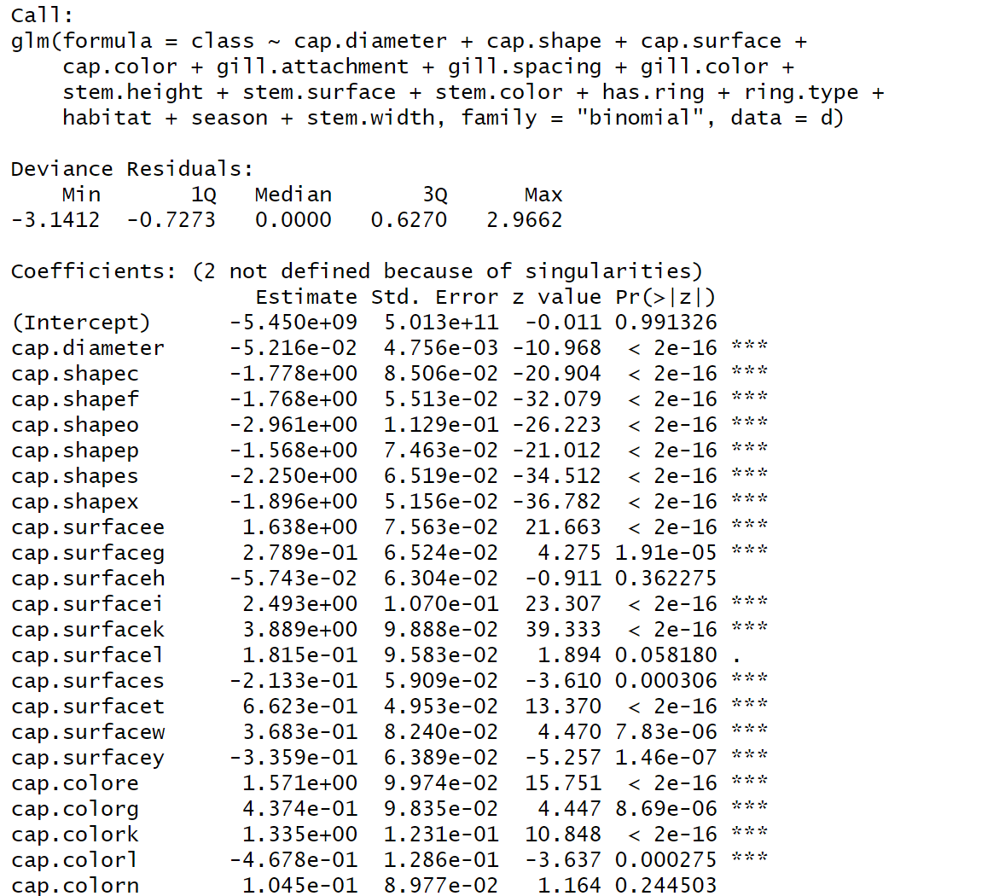 Call:
glm(formula = class ~ cap.diameter + cap.shape + cap.surface +
    cap.color + gill.attachment + gill.spacing + gill.color +
    stem.height + stem.surface + stem.color + has.ring + ring.type +
    habitat + season + stem.width, family = "binomial", data = d)

Deviance Residuals:
    Min       1Q   Median       3Q      Max
-3.1412  -0.7273   0.0000   0.6270   2.9662

Coefficients: (2 not defined because of singularities)
                   Estimate Std. Error z value Pr(>|z|)
(Intercept)      -5.450e+09  5.013e+11  -0.011 0.991326
cap.diameter     -5.216e-02  4.756e-03 -10.968  < 2e-16 ***
cap.shapec       -1.778e+00  8.506e-02 -20.904  < 2e-16 ***
cap.shapef       -1.768e+00  5.513e-02 -32.079  < 2e-16 ***
cap.shapeo       -2.961e+00  1.129e-01 -26.223  < 2e-16 ***
cap.shapep       -1.568e+00  7.463e-02 -21.012  < 2e-16 ***
cap.shapes       -2.250e+00  6.519e-02 -34.512  < 2e-16 ***
cap.shapex       -1.896e+00  5.156e-02 -36.782  < 2e-16 ***
cap.surfacee      1.638e+00  7.563e-02  21.663  < 2e-16 ***
cap.surfaceg      2.789e-01  6.524e-02   4.275 1.91e-05 ***
cap.surfaceh     -5.743e-02  6.304e-02  -0.911 0.362275
cap.surfacei      2.493e+00  1.070e-01  23.307  < 2e-16 ***
cap.surfacek      3.889e+00  9.888e-02  39.333  < 2e-16 ***
cap.surfacel      1.815e-01  9.583e-02   1.894 0.058180 .
cap.surfaces     -2.133e-01  5.909e-02  -3.610 0.000306 ***
cap.surfacet      6.623e-01  4.953e-02  13.370  < 2e-16 ***
cap.surfacew      3.683e-01  8.240e-02   4.470 7.83e-06 ***
cap.surfacey     -3.359e-01  6.389e-02  -5.257 1.46e-07 ***
cap.colore        1.571e+00  9.974e-02  15.751  < 2e-16 ***
cap.colorg        4.374e-01  9.835e-02   4.447 8.69e-06 ***
cap.colork        1.335e+00  1.231e-01  10.848  < 2e-16 ***
cap.colorl       -4.678e-01  1.286e-01  -3.637 0.000275 ***
cap.colorn        1.045e-01  8.977e-02   1.164 0.244503